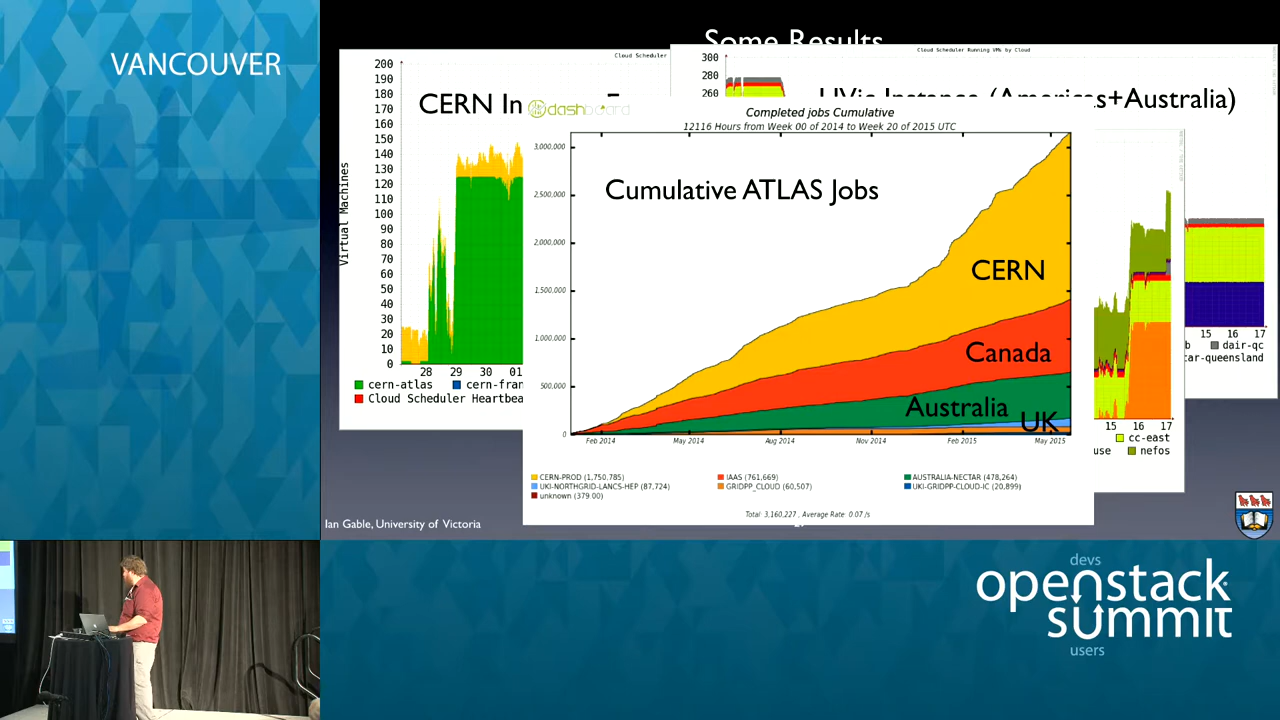 VANCOUVER
Some Results
Cloud Scheduler
Cloud Scheduler Running VMs by Cloud
CERN In
UVic Instance (Americas+Australia)
dashboard
Completed jobs Cumulative
12116 Hours from Week 00 of 2014 to Week 20 of 2015 UTC
Cumulative ATLAS Jobs
CERN
Canada
Australia
UK
3,000,000
2,500,000
2,000,000
1,500,000
1,000,000
500,000
0
Feb 2014
May 2014
Aug 2014
Nov 2014
Feb 2015
May 2015
CERN-PROD (1,750,785)
IAAS (761,669)
AUSTRALIA-NECTAR (478,264)
UKI-NORTHGRID-LANCS-HEP (87,724)
GRIDPP_CLOUD (60,507)
UKI-GRIDPP-CLOUD-IC (20,899)
unknown (379.00)
Total: 3,160,227 , Average Rate: 0.07 /s
Virtual Machines
200
190
180
170
160
150
140
130
120
110
100
90
80
70
60
50
40
30
20
10
0
28
29
30
01
cern-atlas
cern-fran
Cloud Scheduler Heartbea
300
280
260
15
16
17
dair-qc
tar-queensland
15
16
17
cc-east
use
nefos
Ian Gable, University of Victoria
devs
openstack
summit
users